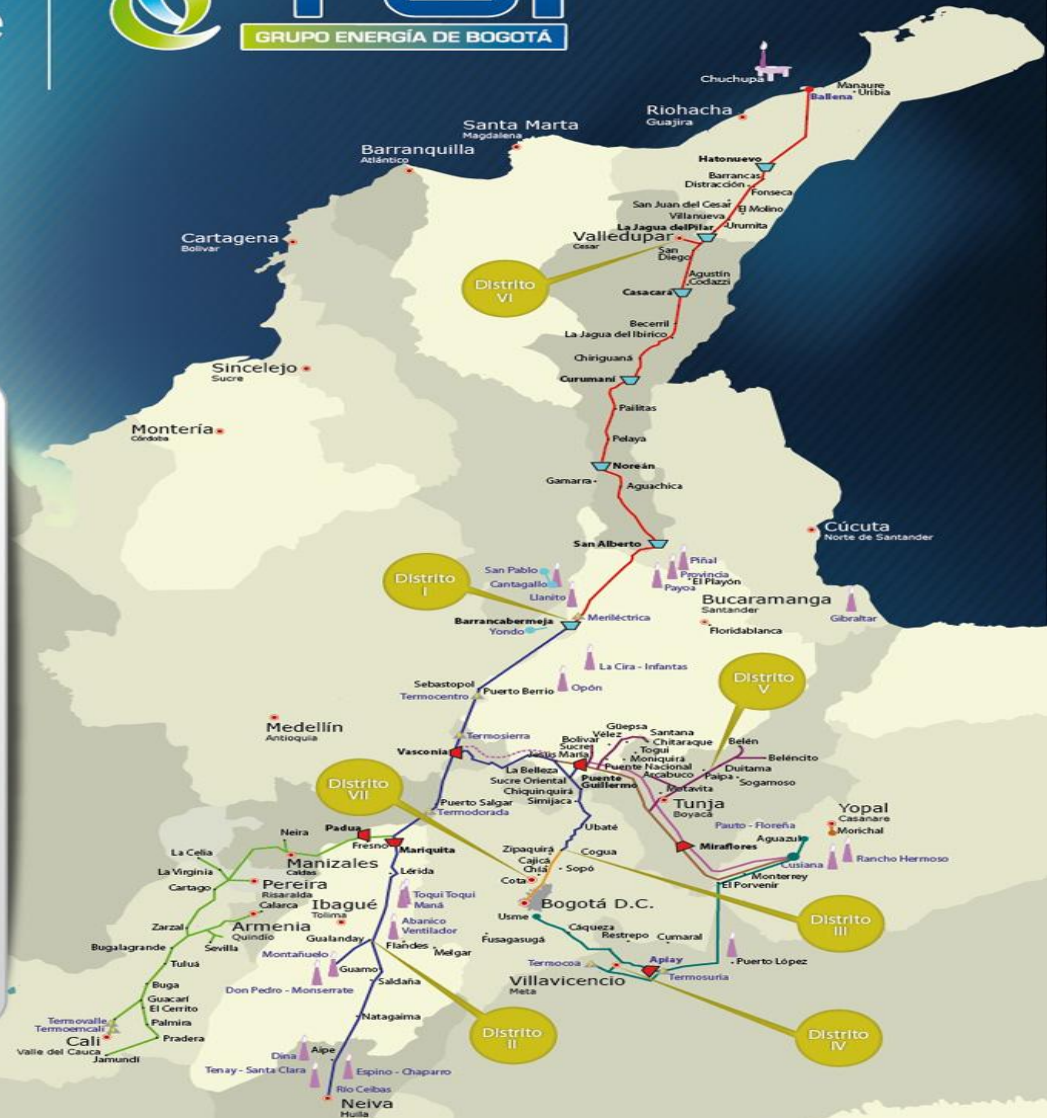 GRUPO ENERGÍA DE BOGOTÁ
Chuchupa
Manaure
Uribia
Ballena
Riohacha
Guajira
Santa Marta
Magdalena
Barranquilla
Atlántico
Hatonuevo
Barrancas
Distracción
Fonseca
San Juan del Cesar
El Molino
Villanueva
Urumita
La Jagua delPilar
Cartagena
Bolivar
Valledupar
Cesar
San
Diego
Distrito
VI
Agustín
Codazzi
Casacará
Becerril
La Jagua del Ibirico
Chiriguaná
Curumaní
Sincelejo
Sucre
Pailitas
Montería
Córdoba
Pelaya
Noreán
Gamarra
Aguachica
Cúcuta
Norte de Santander
San Alberto
Distrito
I
San Pablo
Cantagallo
Llanito
Piñal
Provincia
El Playón
Payoa
Bucaramanga
Santander
Floridablanca
Gibraltar
Meriléctrica
Barrancabermeja
Yondo
La Cira - Infantas
Opón
Distrito
V
Sebastopol
Termocentro
Puerto Berrio
Medellín
Antioquia
Termosierra
Vasconia
Güepsa
Vélez
Bolivar
Sucre
Jesús María
Santana
Chitaraque
Togui
Moniquirá
Puente Nacional
Arcabuco
Belén
Beléncito
Duitama
Paipa
Sogamoso
La Belleza
Sucre Oriental
Chiquinquirá
Simijaca
Puente
Guillermo
Motavita
Tunja
Boyacá
Distrito
VII
Puerto Salgar
Termodorada
Yopal
Casanare
Morichal
Pauto - Floreña
Aguazul
Cusiana
Rancho Hermoso
Miraflores
Monterrey
El Porvenir
Ubaté
Zipaquirá
Cogua
Cajicá
Chía
Sopó
Cota
Padua
Fresno
Mariquita
Neira
La Celia
Manizales
Caldas
La Virginia
Lérida
Cartago
Pereira
Risaralda
Calarca
Ibagué
Tolima
Toqui Toqui
Maná
Bogotá D.C.
Usme
Distrito
III
Zarzal
Armenia
Quindío
Sevilla
Abanico
Ventilador
Gualanday
Flandes
Melgar
Fusagasugá
Cáqueza
Restrepo
Cumaral
Bugalagrande
Tuluá
Montañuelo
Guamo
Termocoa
Apiay
Termosuria
Puerto López
Villavicencio
Meta
Don Pedro - Monserrate
Saldaña
Buga
Guacarí
El Cerrito
Palmira
Pradera
Natagaima
Distrito
II
Distrito
IV
Termovalle
Termoemcali
Cali
Valle del Cauca
Jamundí
Dina
Aipe
Tenay - Santa Clara
Espino - Chaparro
Río Ceibas
Neiva
Huila